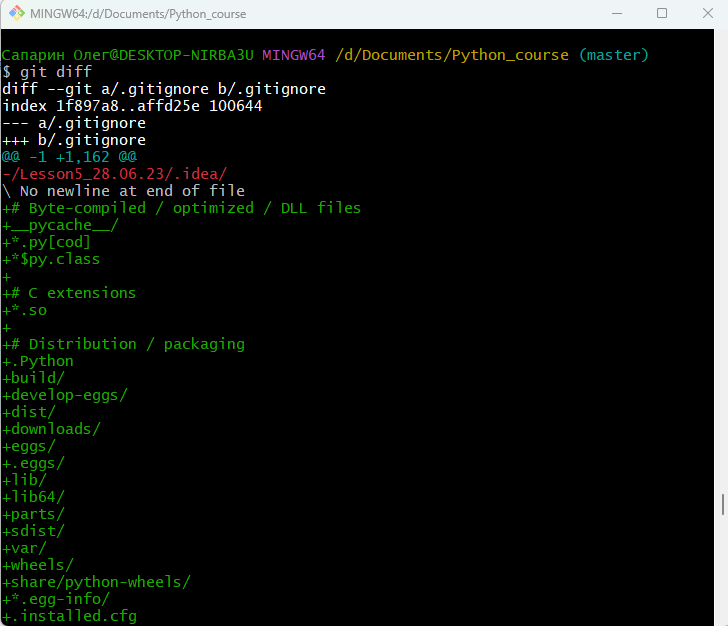 MINGW64:/d/Documents/Python_course
Сапарин Олег@DESKTOP-NIRBA3U MINGW64 /d/Documents/Python_course (master)
$ git diff
diff --git a/.gitignore b/.gitignore
index 1f897a8..affd25e 100644
--- a/.gitignore
+++ b/.gitignore
@@ -1 +1,162 @@
-/Lesson5_28.06.23/.idea/
\ No newline at end of file
+# Byte-compiled / optimized / DLL files
+__pycache__/
+*.py[cod]
+*$py.class
+
+# C extensions
+*.so
+
+# Distribution / packaging
+.Python
+build/
+develop-eggs/
+dist/
+downloads/
+eggs/
+.eggs/
+lib/
+lib64/
+parts/
+sdist/
+var/
+wheels/
+share/python-wheels/
+*.egg-info/
+.installed.cfg